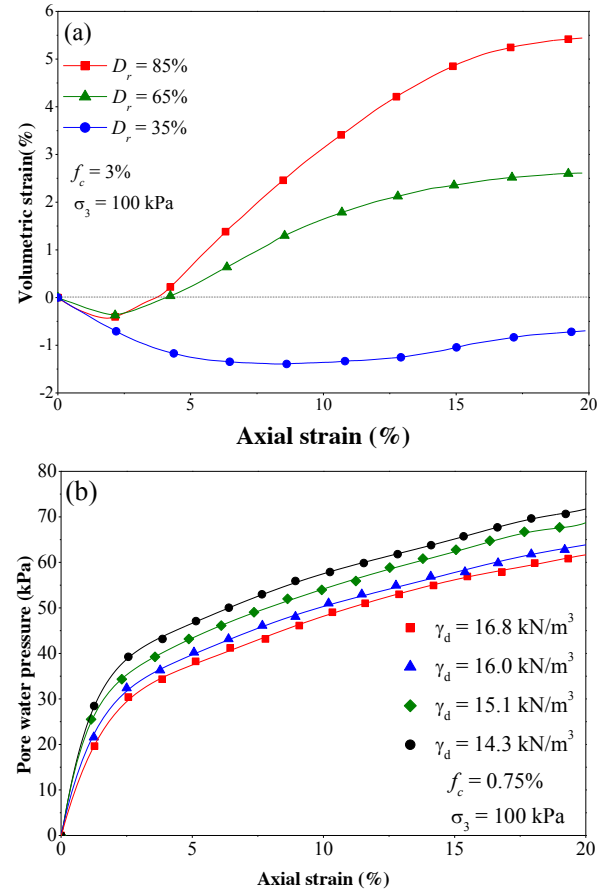 (a)
D_r = 85%
D_r = 65%
D_r = 35%
f_c = 3%
σ_3 = 100 kPa
Volumetric strain(%)
6
5
4
3
2
1
0
-1
-2
0
5
10
15
20
Axial strain (%)
(b)
Pore water pressure (kPa)
80
70
60
50
40
30
20
10
0
γ_d = 16.8 kN/m^3
γ_d = 16.0 kN/m^3
γ_d = 15.1 kN/m^3
γ_d = 14.3 kN/m^3
f_c = 0.75%
σ_3 = 100 kPa
0
5
10
15
20
Axial strain (%)